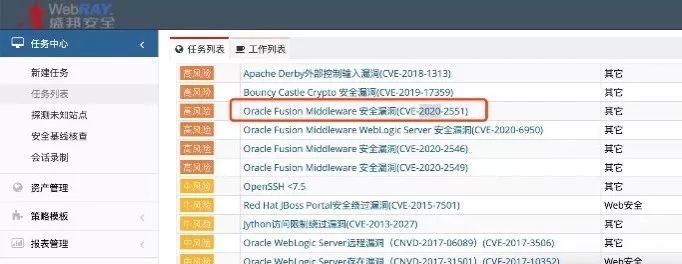 WebRAY
盛邦安全
任务中心
新建任务
任务列表
探测未知站点
安全基线核查
会话录制
资产管理
策略模板
报表管理
任务列表 工作列表
高风险 Apache Derby外部控制输入漏洞(CVE-2018-1313) 其它
高风险 Bouncy Castle Crypto 安全漏洞(CVE-2019-17359) 其它
高风险 Oracle Fusion Middleware 安全漏洞(CVE-2020-2551) 其它
高风险 Oracle Fusion Middleware WebLogic Server 安全漏洞(CVE-2020-6950) 其它
高风险 Oracle Fusion Middleware 安全漏洞(CVE-2020-2546) 其它
高风险 Oracle Fusion Middleware 安全漏洞(CVE-2020-2549) 其它
中风险 OpenSSH <7.5 其它
中风险 Red Hat JBoss Portal安全绕过漏洞(CVE-2015-7501) Web安全
中风险 Jython访问限制绕过漏洞(CVE-2013-2027) 其它
中风险 Oracle WebLogic Server远程漏洞（CNVD-2017-06089）(CVE-2017-3506) 其它
中风险 Oracle WebLogic Server存在漏洞（CNVD-2017-31501）(CVE-2017-10352) Web安全